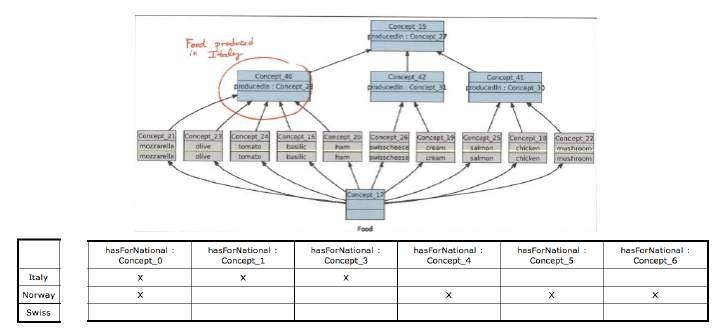 Concept_15
producedIn : Concept_27
Food produced
in Italy
Concept_40
producedIn : Concept_28
Concept_42
producedIn : Concept_31
Concept_41
producedIn : Concept_30
Concept_21 Concept_23 Concept_24 Concept_16 Concept_20 Concept_26 Concept_19 Concept_25 Concept_18 Concept_22
mozzarella olive tomato basilic ham swisscheese cream salmon chicken mushroom
mozzarella olive tomato basilic ham swisscheese cream salmon chicken mushroom
Food
hasForNational : hasForNational : hasForNational : hasForNational : hasForNational : hasForNational :
Concept_0 Concept_1 Concept_3 Concept_4 Concept_5 Concept_6
Italy X X X
Norway X X X X
Swiss